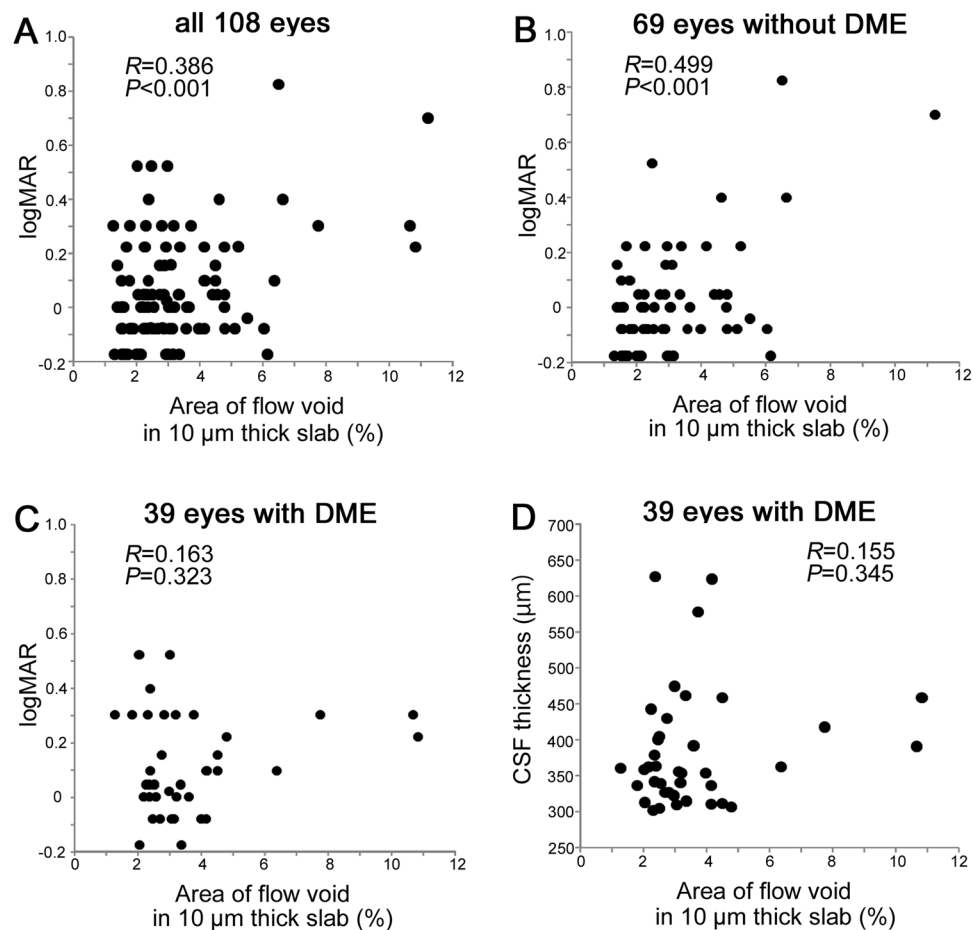 A
all 108 eyes
R=0.386
P<0.001
logMAR
1.0
0.8
0.6
0.4
0.2
0
-0.2
0 2 4 6 8 10 12
Area of flow void
in 10 µm thick slab (%)
B
69 eyes without DME
R=0.499
P<0.001
logMAR
1.0
0.8
0.6
0.4
0.2
0
-0.2
0 2 4 6 8 10 12
Area of flow void
in 10 µm thick slab (%)
C
39 eyes with DME
R=0.163
P=0.323
logMAR
1.0
0.8
0.6
0.4
0.2
0
-0.2
0 2 4 6 8 10 12
Area of flow void
in 10 µm thick slab (%)
D
39 eyes with DME
R=0.155
P=0.345
CSF thickness (µm)
700
650
600
550
500
450
400
350
300
250
0 2 4 6 8 10 12
Area of flow void
in 10 µm thick slab (%)